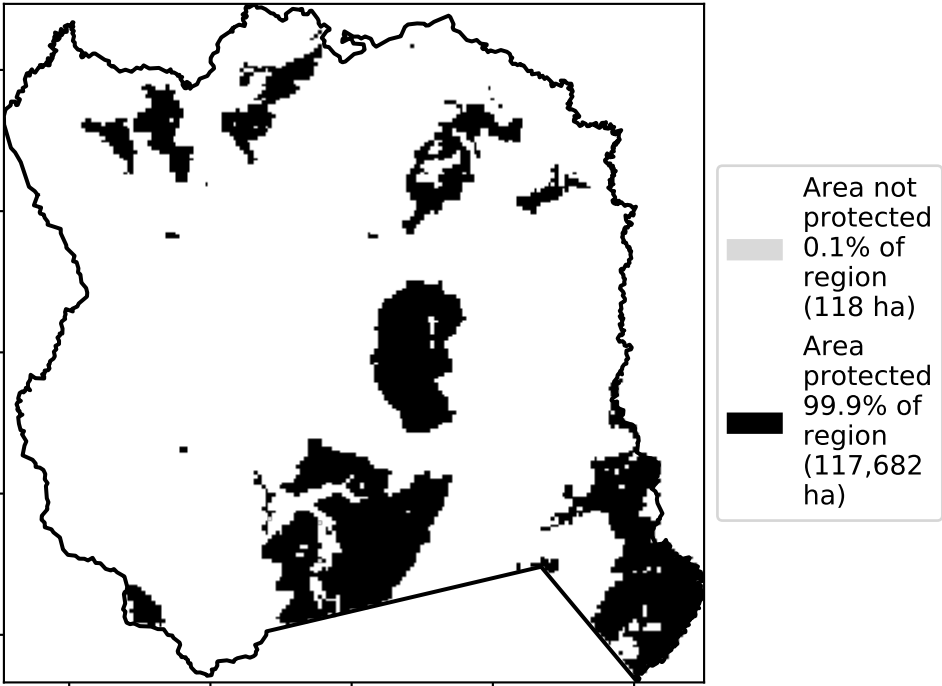 Area not
protected
0.1% of
region
(118 ha)
Area
protected
99.9% of
region
(117,682
ha)